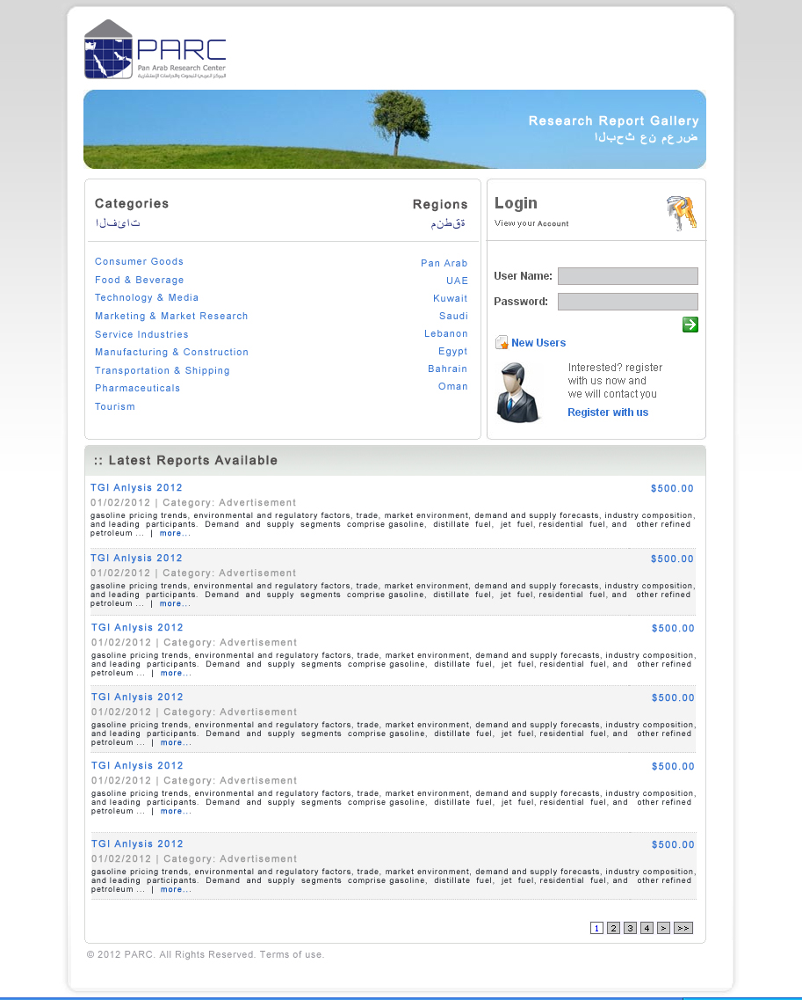 PARC
Pan Arab Research Center
المركز العربي للبحوث والدراسات الإستشارية
Research Report Gallery
البحث عن معرض
Categories
الفئات
Regions
منطقة
Consumer Goods
Food & Beverage
Technology & Media
Marketing & Market Research
Service Industries
Manufacturing & Construction
Transportation & Shipping
Pharmaceuticals
Tourism
Pan Arab
UAE
Kuwait
Saudi
Lebanon
Egypt
Bahrain
Oman
Login
View your Account
User Name:
Password:
New Users
Interested? register
with us now and
we will contact you
Register with us
:: Latest Reports Available
TGI Anlysis 2012 $500.00
01/02/2012 | Category: Advertisement
gasoline pricing trends, environmental and regulatory factors, trade, market environment, demand and supply forecasts, industry composition,
and leading participants. Demand and supply segments comprise gasoline, distillate fuel, jet fuel, residential fuel, and other refined
petroleum ... | more...
TGI Anlysis 2012 $500.00
01/02/2012 | Category: Advertisement
gasoline pricing trends, environmental and regulatory factors, trade, market environment, demand and supply forecasts, industry composition,
and leading participants. Demand and supply segments comprise gasoline, distillate fuel, jet fuel, residential fuel, and other refined
petroleum ... | more...
TGI Anlysis 2012 $500.00
01/02/2012 | Category: Advertisement
gasoline pricing trends, environmental and regulatory factors, trade, market environment, demand and supply forecasts, industry composition,
and leading participants. Demand and supply segments comprise gasoline, distillate fuel, jet fuel, residential fuel, and other refined
petroleum ... | more...
TGI Anlysis 2012 $500.00
01/02/2012 | Category: Advertisement
gasoline pricing trends, environmental and regulatory factors, trade, market environment, demand and supply forecasts, industry composition,
and leading participants. Demand and supply segments comprise gasoline, distillate fuel, jet fuel, residential fuel, and other refined
petroleum ... | more...
TGI Anlysis 2012 $500.00
01/02/2012 | Category: Advertisement
gasoline pricing trends, environmental and regulatory factors, trade, market environment, demand and supply forecasts, industry composition,
and leading participants. Demand and supply segments comprise gasoline, distillate fuel, jet fuel, residential fuel, and other refined
petroleum ... | more...
TGI Anlysis 2012 $500.00
01/02/2012 | Category: Advertisement
gasoline pricing trends, environmental and regulatory factors, trade, market environment, demand and supply forecasts, industry composition,
and leading participants. Demand and supply segments comprise gasoline, distillate fuel, jet fuel, residential fuel, and other refined
petroleum ... | more...
1 2 3 4 > >>
© 2012 PARC. All Rights Reserved. Terms of use.